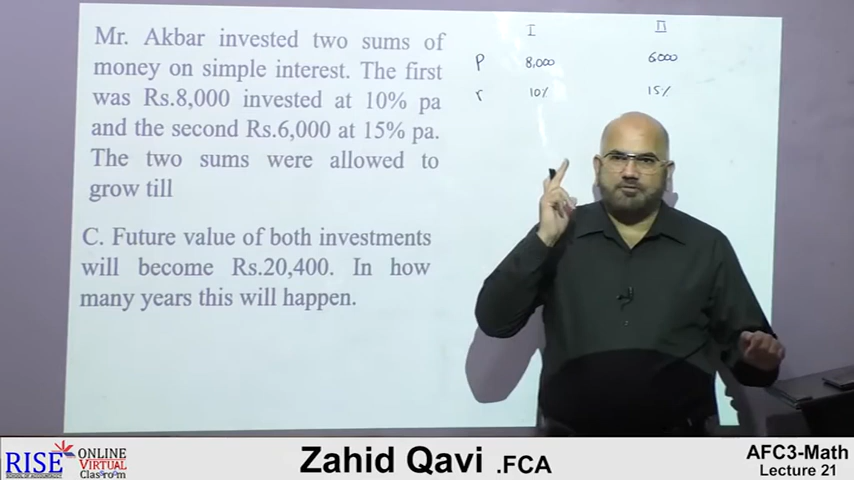 Mr. Akbar invested two sums of
money on simple interest. The first
was Rs.8,000 invested at 10% pa
and the second Rs.6,000 at 15% pa.
The two sums were allowed to
grow till
C. Future value of both investments
will become Rs.20,400. In how
many years this will happen.
I II
P 8,000 6000
r 10% 15%
RISE ONLINE
VIRTUAL
SCHOOL OF ACCOUNTANCY Classroom
Zahid Qavi .FCA
AFC3-Math
Lecture 21